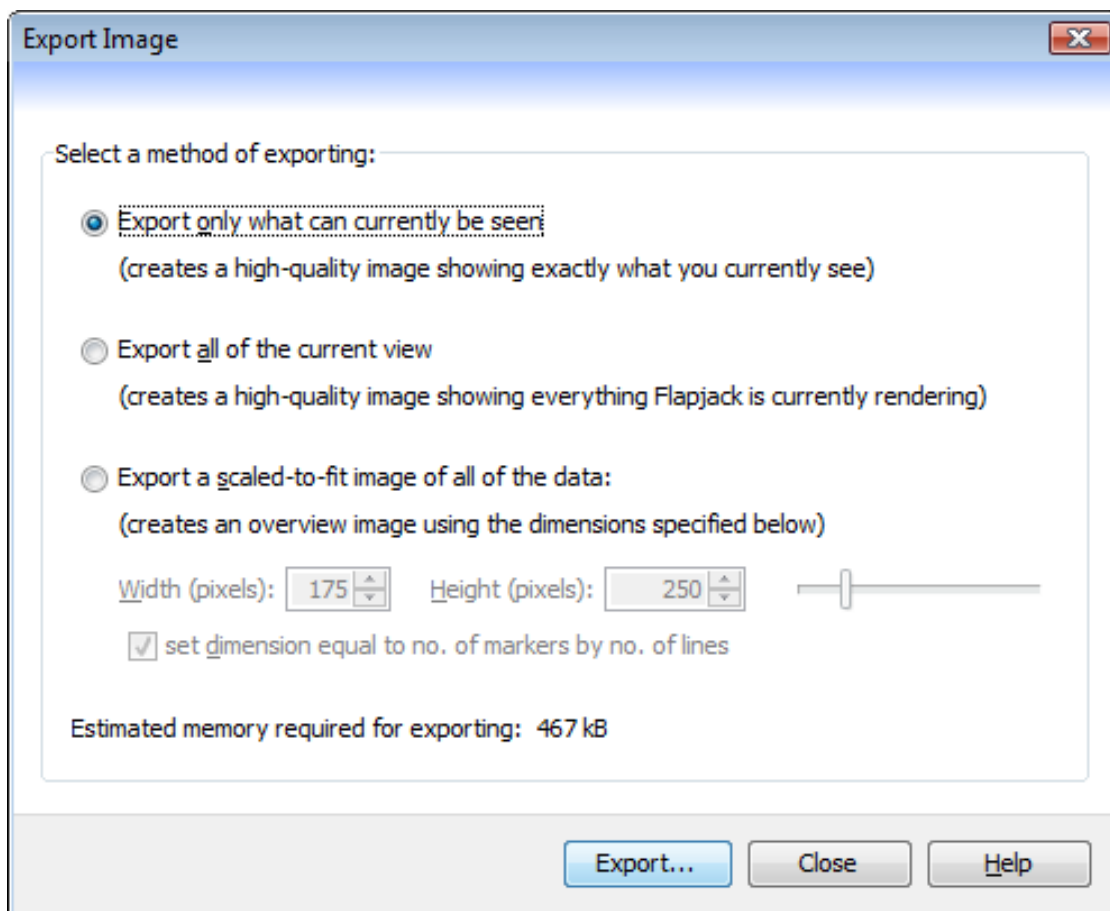 Export Image
Select a method of exporting:
Export only what can currently be seen
(creates a high-quality image showing exactly what you currently see)
Export all of the current view
(creates a high-quality image showing everything Flapjack is currently rendering)
Export a scaled-to-fit image of all of the data:
(creates an overview image using the dimensions specified below)
Width (pixels): 175 Height (pixels): 250
set dimension equal to no. of markers by no. of lines
Estimated memory required for exporting: 467 kB
Export... Close Help